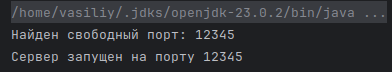 /home/vasiliy/.jdks/openjdk-23.0.2/bin/java ...
Найден свободный порт: 12345
Сервер запущен на порту 12345